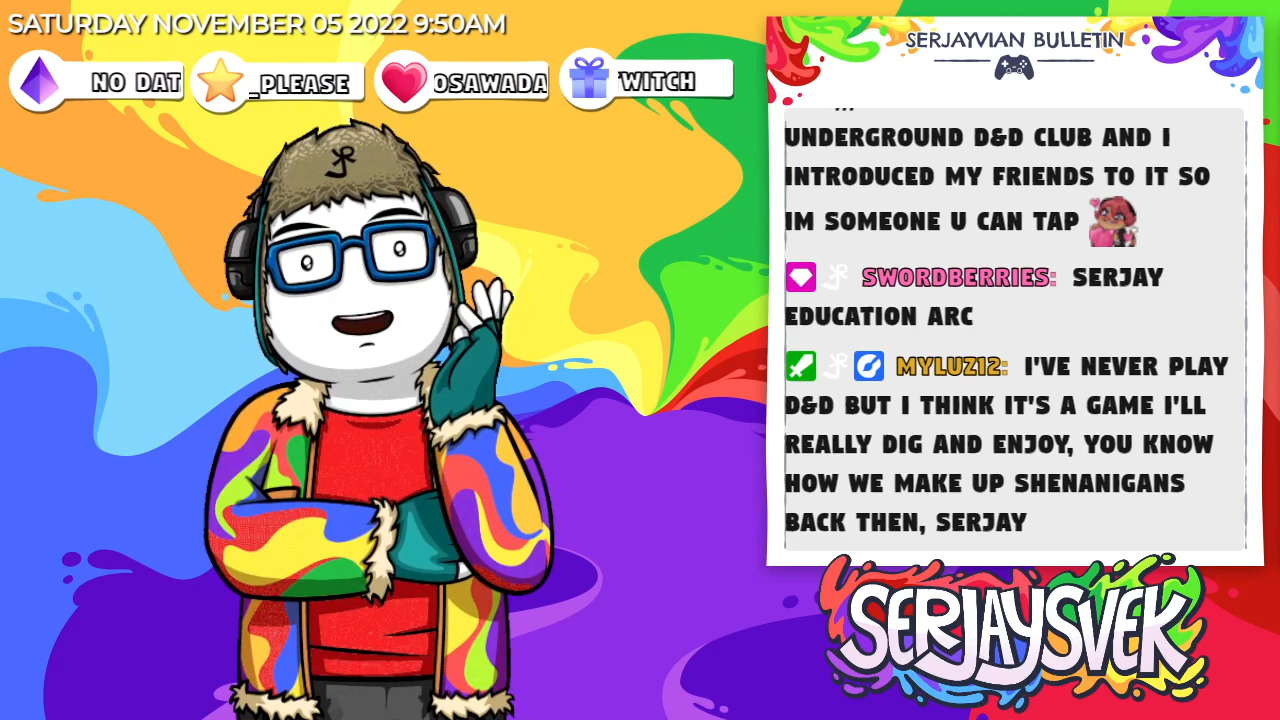 SATURDAY NOVEMBER 05 2022 9:50AM
NO DAT
_PLEASE
OSAWADA
WITCH
SERJAYVIAN BULLETIN
UNDERGROUND D&D CLUB AND I
INTRODUCED MY FRIENDS TO IT SO
IM SOMEONE U CAN TAP
SWORDBERRIES: SERJAY
EDUCATION ARC
MYLUZ12: I'VE NEVER PLAY
D&D BUT I THINK IT'S A GAME I'LL
REALLY DIG AND ENJOY, YOU KNOW
HOW WE MAKE UP SHENANIGANS
BACK THEN, SERJAY
SERJAYSVEK